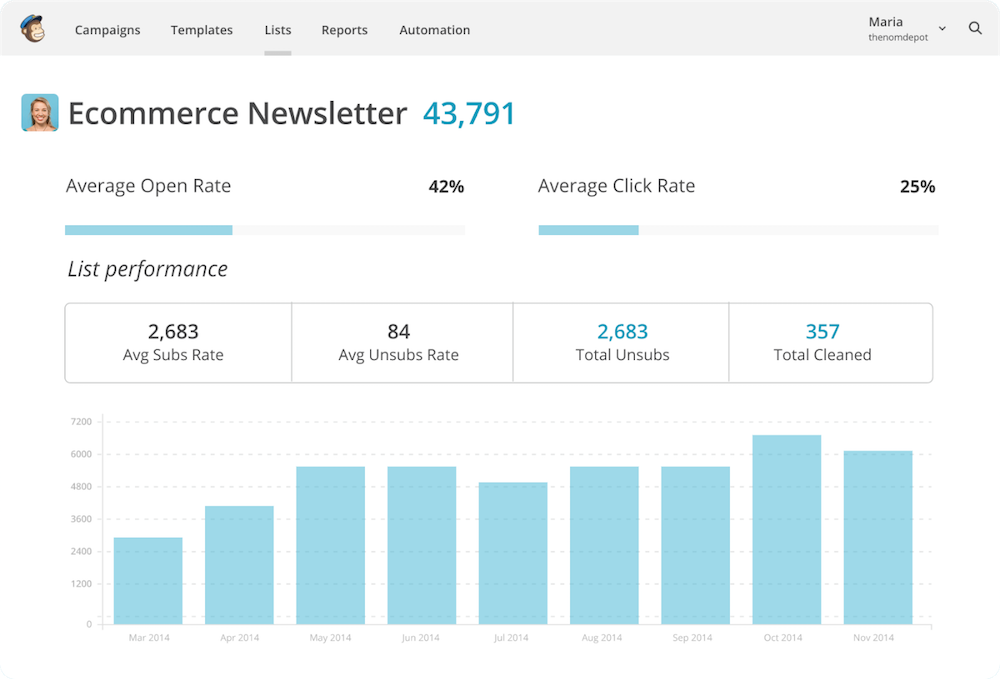 Campaigns Templates Lists Reports Automation Maria
thenomdepot
Ecommerce Newsletter 43,791
Average Open Rate 42% Average Click Rate 25%
List performance
2,683 84 2,683 357
Avg Subs Rate Avg Unsubs Rate Total Unsubs Total Cleaned
7200
6000
4800
3600
2400
1200
0
Mar 2014 Apr 2014 May 2014 Jun 2014 Jul 2014 Aug 2014 Sep 2014 Oct 2014 Nov 2014